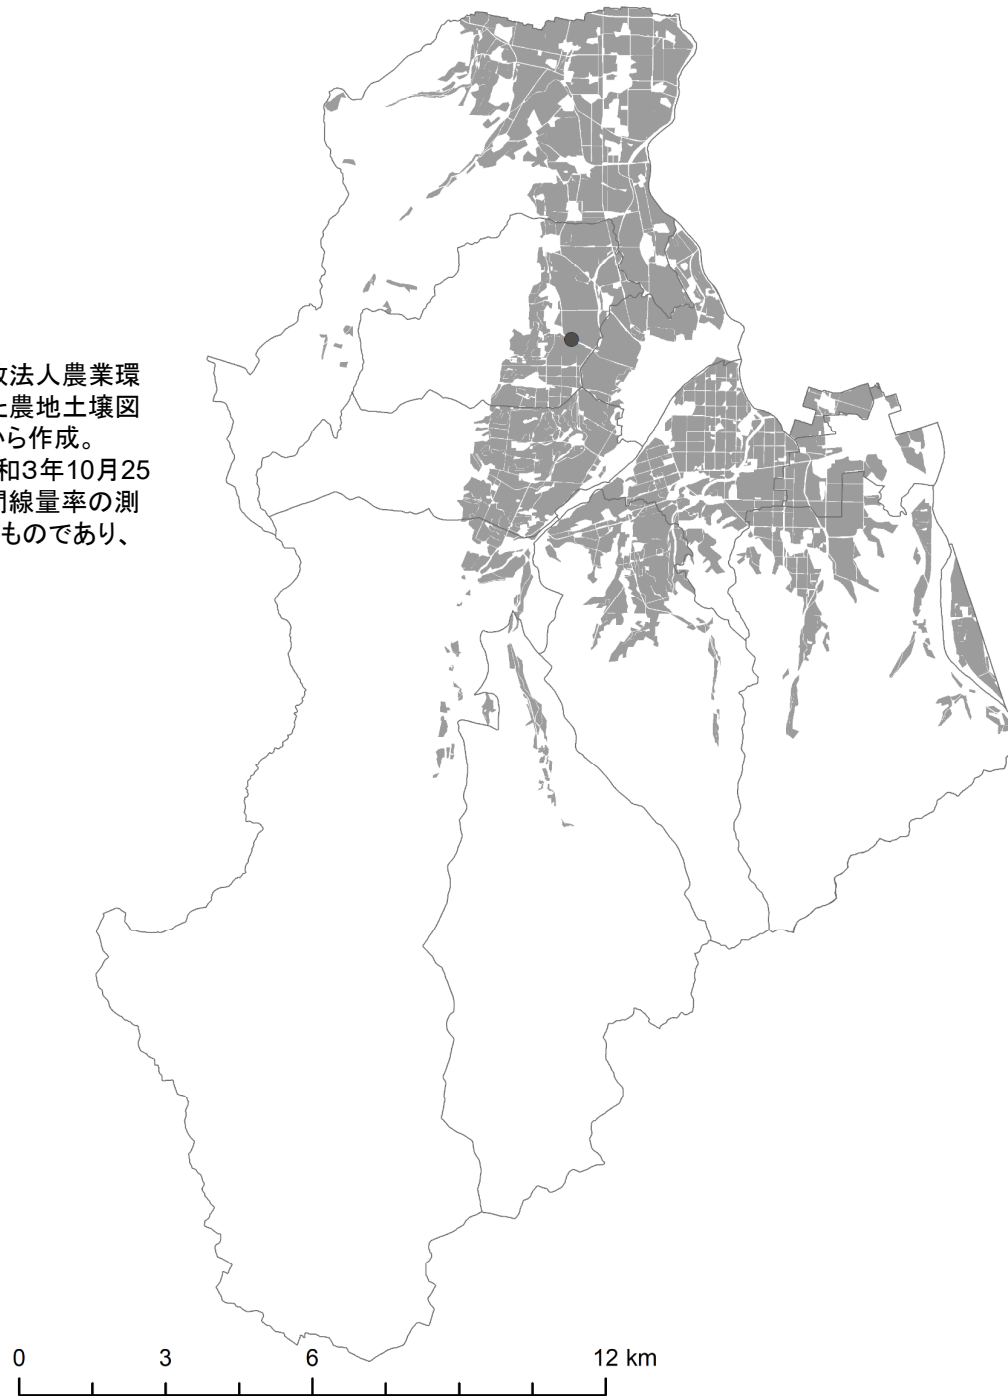 政法人農業環
た農地土壌図
から作成。
和3年10月25
間線量率の測
ものであり、
0 3 6 12 km